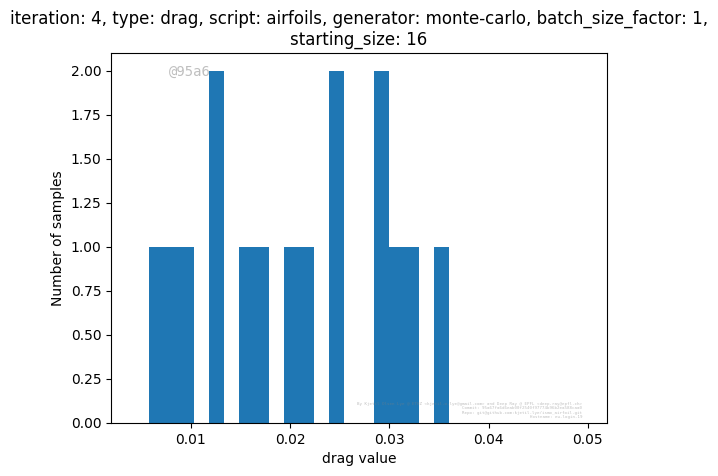 iteration: 4, type: drag, script: airfoils, generator: monte-carlo, batch_size_factor: 1,
starting_size: 16
@95a6
2.00
1.75
1.50
1.25
1.00
0.75
0.50
0.25
0.00
Number of samples
0.01
0.02
0.03
0.04
0.05
drag value